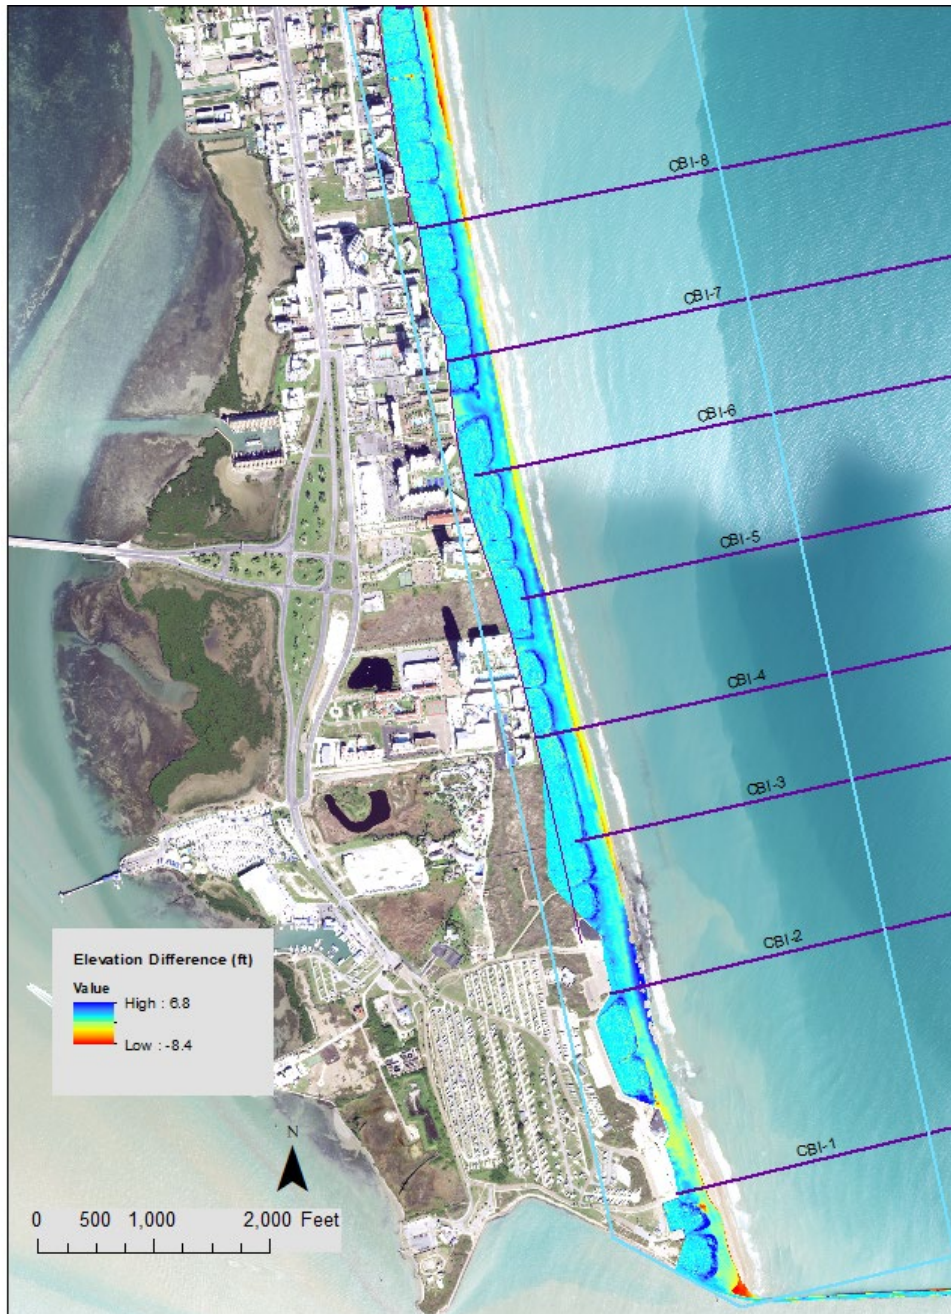 CBI-8
CBI-7
CBI-6
CBI-5
CBI-4
CBI-3
CBI-2
CBI-1
Elevation Difference (ft)
Value
High : 6.8
Low : -8.4
N
0 500 1,000 2,000 Feet